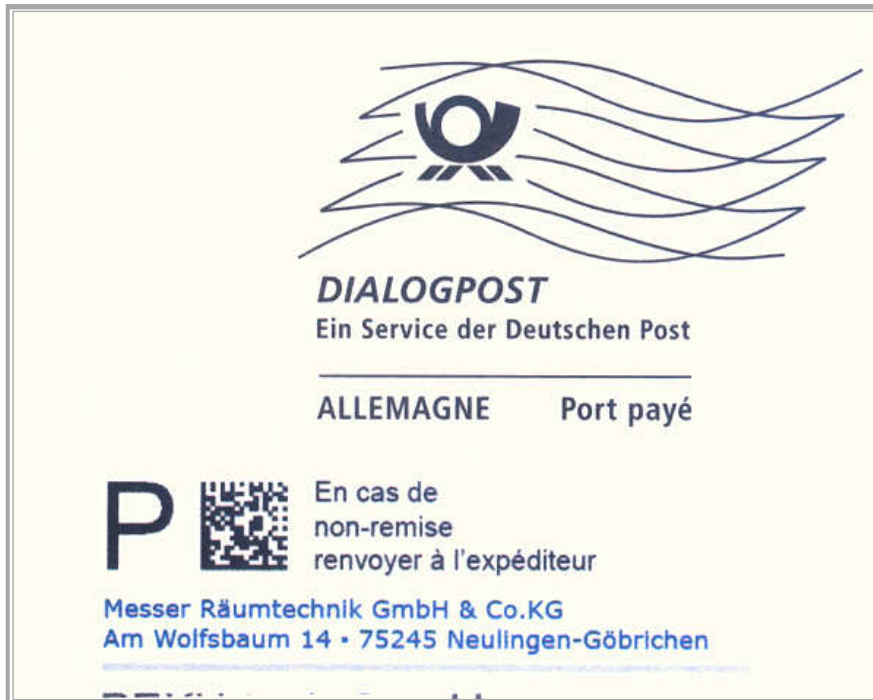 DIALOGPOST
Ein Service der Deutschen Post
ALLEMAGNE Port payé
P
En cas de
non-remise
renvoyer à l'expéditeur
Messer Räumtechnik GmbH & Co.KG
Am Wolfsbaum 14 · 75245 Neulingen-Göbrichen